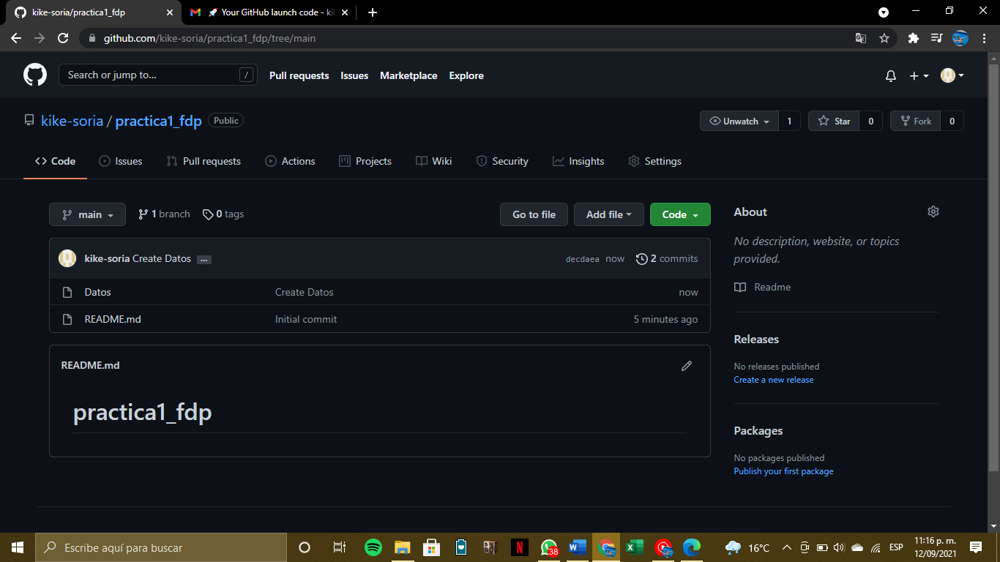 kike-soria/practica1_fdp
🚀 Your GitHub launch code - ki
github.com/kike-soria/practica1_fdp/tree/main
Search or jump to... /
Pull requests Issues Marketplace Explore
kike-soria / practica1_fdp Public
Unwatch 1 Star 0 Fork 0
Code Issues Pull requests Actions Projects Wiki Security Insights Settings
main 1 branch 0 tags Go to file Add file Code
kike-soria Create Datos ... decdaea now 2 commits
Datos Create Datos now
README.md Initial commit 5 minutes ago
README.md
practica1_fdp
About
No description, website, or topics
provided.
Readme
Releases
No releases published
Create a new release
Packages
No packages published
Publish your first package
Escribe aquí para buscar
38
16°C
ESP
11:16 p. m.
12/09/2021